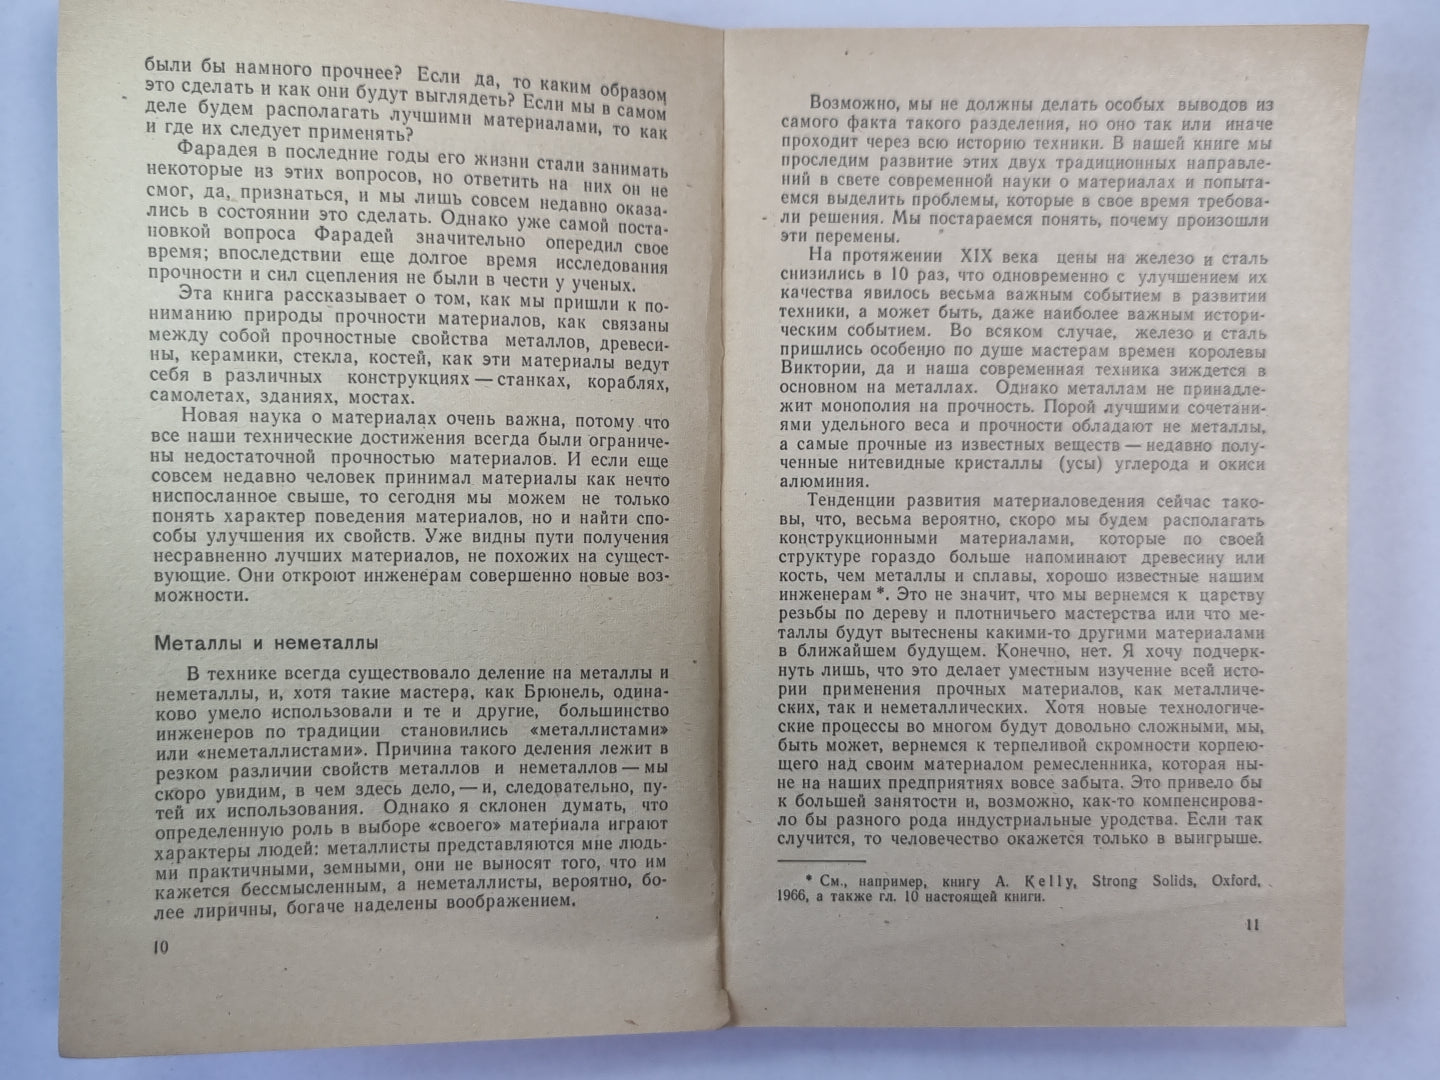 были бы намного прочнее? Если да, то каким образом
это сделать и как они будут выглядеть? Если мы в самом
деле будем располагать лучшими материалами, то как
и где их следует применять?
Фарадея в последние годы его жизни стали занимать
некоторые из этих вопросов, но ответить на них он не
смог, да, признаться, и мы лишь совсем недавно оказа-
лись в состоянии это сделать. Однако уже самой поста-
новкой вопроса Фарадей значительно опередил свое
время; впоследствии еще долгое время исследования
прочности и сил сцепления не были в чести у ученых.
Эта книга рассказывает о том, как мы пришли к по-
ниманию природы прочности материалов, как связаны
между собой прочностные свойства металлов, древеси-
ны, керамики, стекла, костей, как эти материалы ведут
себя в различных конструкциях — станках, кораблях,
самолетах, зданиях, мостах.
Новая наука о материалах очень важна, потому что
все наши технические достижения всегда были ограниче-
ны недостаточной прочностью материалов. И если еще
совсем недавно человек принимал материалы как нечто
ниспосланное свыше, то сегодня мы можем не только
понять характер поведения материалов, но и найти спо-
собы улучшения их свойств. Уже видны пути получения
несравненно лучших материалов, не похожих на сущест-
вующие. Они откроют инженерам совершенно новые воз-
можности.
Металлы и неметаллы
В технике всегда существовало деление на металлы и
неметаллы, и, хотя такие мастера, как Брюнель, одина-
ково умело использовали и те и другие, большинство
инженеров по традиции становились «металлистами»
или «неметаллистами». Причина такого деления лежит в
резком различии свойств металлов и неметаллов — мы
скоро увидим, в чем здесь дело, — и, следовательно, пу-
тей их использования. Однако я склонен думать, что
определенную роль в выборе «своего» материала играют
характеры людей: металлисты представляются мне людь-
ми практичными, земными, они не выносят того, что им
кажется бессмысленным, а неметаллисты, вероятно, бо-
лее лиричны, богаче наделены воображением.
10
Возможно, мы не должны делать особых выводов из
самого факта такого разделения, но оно так или иначе
проходит через всю историю техники. В нашей книге мы
проследим развитие этих двух традиционных направле-
ний в свете современной науки о материалах и попыта-
емся выделить проблемы, которые в свое время требова-
ли решения. Мы постараемся понять, почему произошли
эти перемены.
На протяжении XIX века цены на железо и сталь
снизились в 10 раз, что одновременно с улучшением их
качества явилось весьма важным событием в развитии
техники, а может быть, даже наиболее важным истори-
ческим событием. Во всяком случае, железо и сталь
пришлись особенно по душе мастерам времен королевы
Виктории, да и наша современная техника зиждется в
основном на металлах. Однако металлам не принадле-
жит монополия на прочность. Порой лучшими сочетани-
ями удельного веса и прочности обладают не металлы,
а самые прочные из известных веществ — недавно полу-
ченные нитевидные кристаллы (усы) углерода и окиси
алюминия.
Тенденции развития материаловедения сейчас тако-
вы, что, весьма вероятно, скоро мы будем располагать
конструкционными материалами, которые по своей
структуре гораздо больше напоминают древесину или
кость, чем металлы и сплавы, хорошо известные нашим
инженерам *. Это не значит, что мы вернемся к царству
резьбы по дереву и плотничьего мастерства или что ме-
таллы будут вытеснены какими-то другими материалами
в ближайшем будущем. Конечно, нет. Я хочу подчерк-
нуть лишь, что это делает уместным изучение всей исто-
рии применения прочных материалов, как металличе-
ских, так и неметаллических. Хотя новые технологиче-
ские процессы во многом будут довольно сложными, мы,
быть может, вернемся к терпеливой скромности корпею-
щего над своим материалом ремесленника, которая ны-
не на наших предприятиях вовсе забыта. Это привело бы
к большей занятости и, возможно, как-то компенсирова-
ло бы разного рода индустриальные уродства. Если так
случится, то человечество окажется только в выигрыше.
* См., например, книгу A. Kelly, Strong Solids, Oxford,
1966, а также гл. 10 настоящей книги.
11